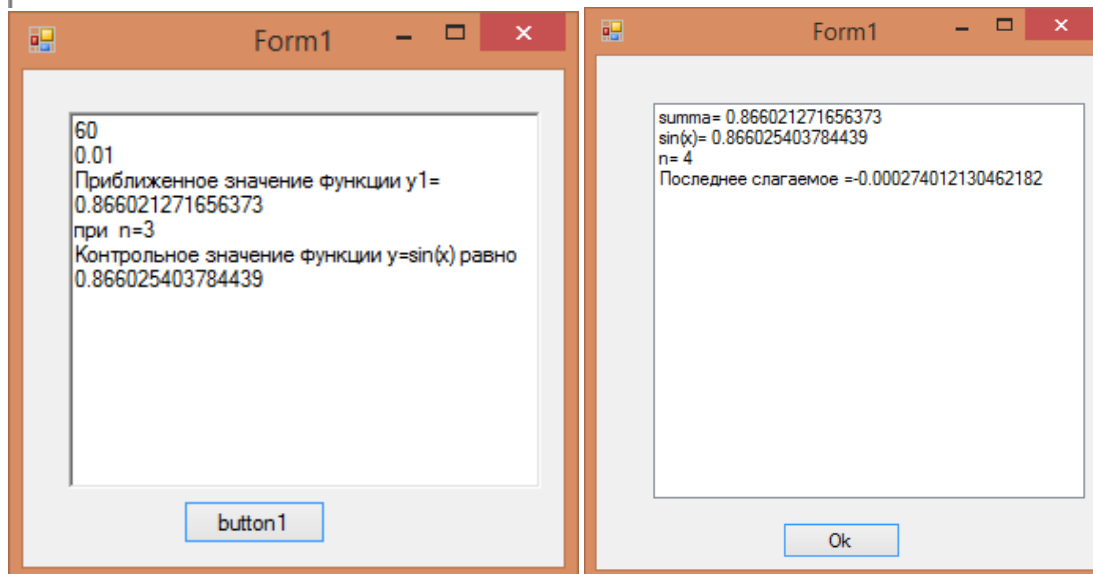 Form1
60
0.01
Приближенное значение функции y1=
0.866021271656373
при n=3
Контрольное значение функции y=sin(x) равно
0.866025403784439
button1
Form1
summa= 0.866021271656373
sin(x)= 0.866025403784439
n= 4
Последнее слагаемое =-0.000274012130462182
Ok